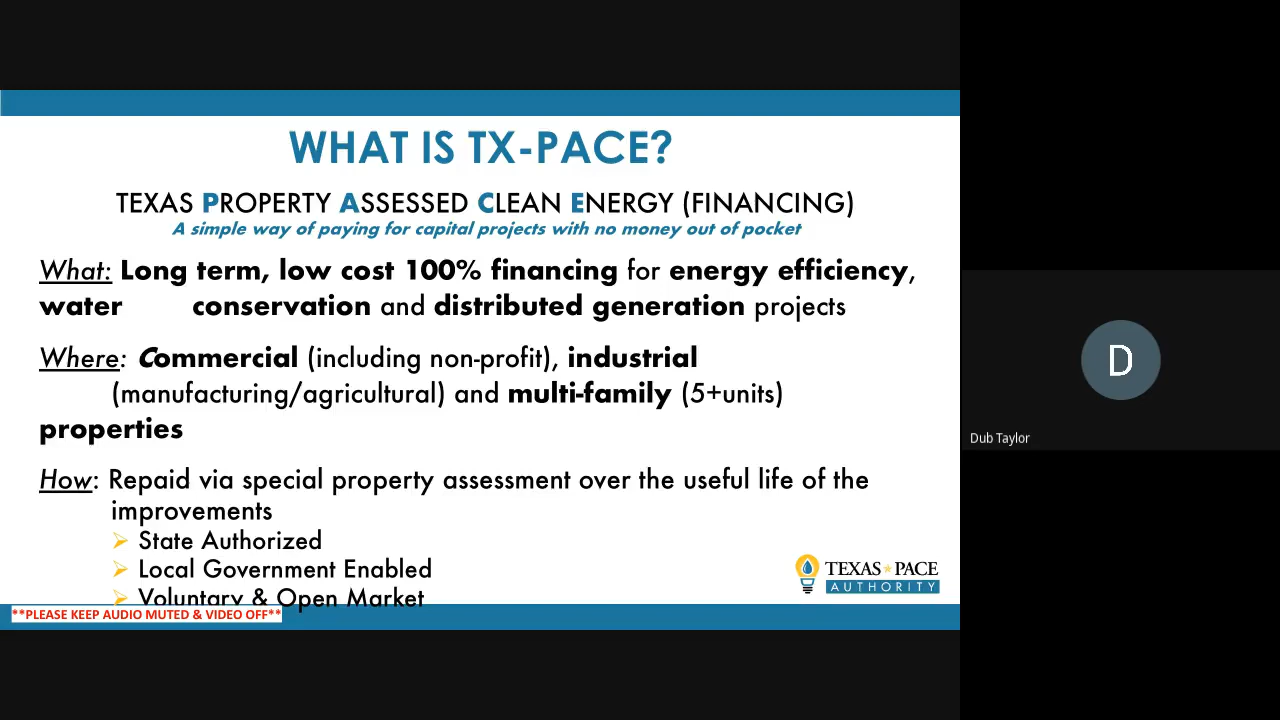 WHAT IS TX-PACE?
TEXAS PROPERTY ASSESSED CLEAN ENERGY (FINANCING)
A simple way of paying for capital projects with no money out of pocket
What: Long term, low cost 100% financing for energy efficiency,
water conservation and distributed generation projects
Where: Commercial (including non-profit), industrial
(manufacturing/agricultural) and multi-family (5+units)
properties
How: Repaid via special property assessment over the useful life of the
improvements
➢ State Authorized
➢ Local Government Enabled
➢ Voluntary & Open Market
TEXAS★PACE
AUTHORITY
**PLEASE KEEP AUDIO MUTED & VIDEO OFF**
D
Dub Taylor